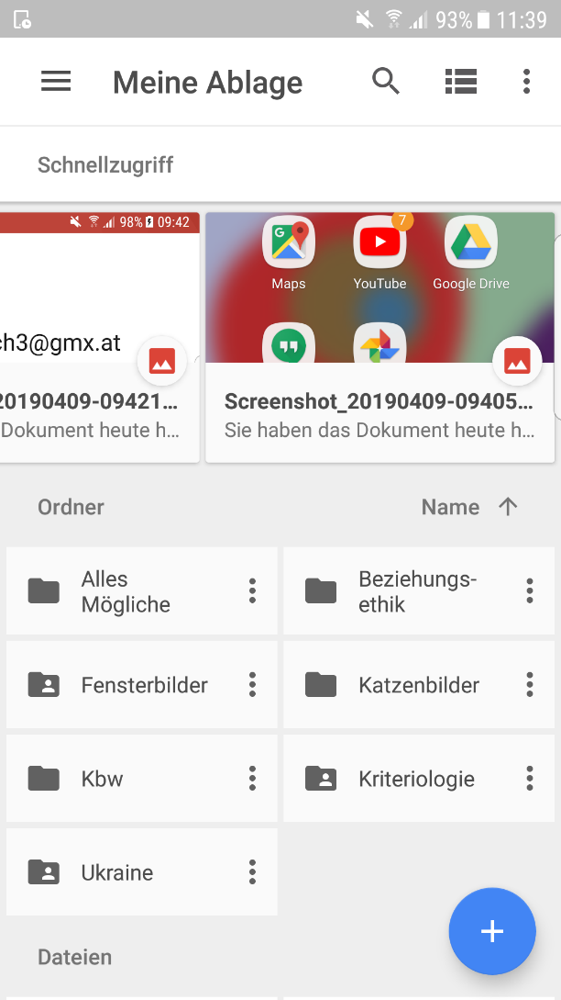 93% 11:39
Meine Ablage
Schnellzugriff
98% 09:42
7
Maps YouTube Google Drive
ch3@gmx.at
20190409-09421... Screenshot_20190409-09405...
Dokument heute h... Sie haben das Dokument heute h...
Ordner Name
Alles
Mögliche
Beziehungs-
ethik
Fensterbilder Katzenbilder
Kbw Kriteriologie
Ukraine
Dateien